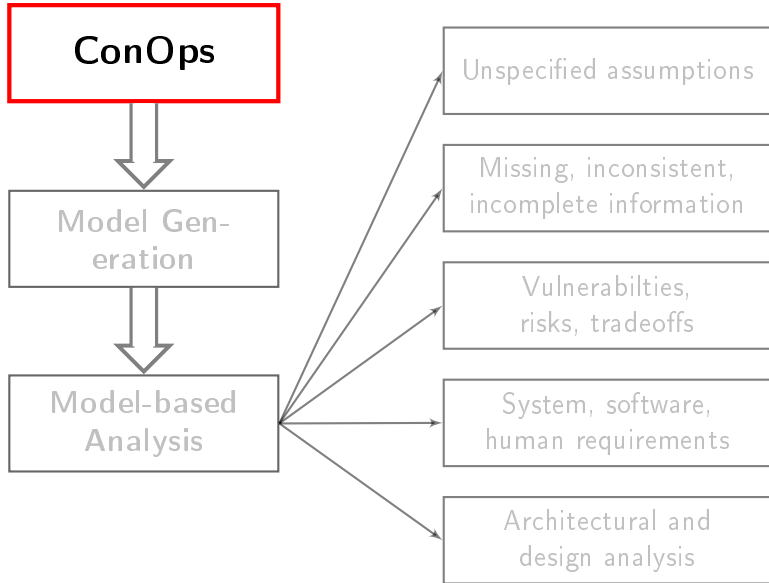 ConOps
Model Gen-
eration
Model-based
Analysis
Unspecified assumptions
Missing, inconsistent,
incomplete information
Vulnerabilties,
risks, tradeoffs
System, software,
human requirements
Architectural and
design analysis